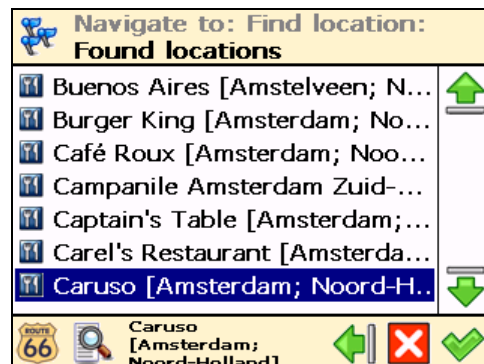 Navigate to: Find location:
Found locations
Buenos Aires [Amstelveen; N...
Burger King [Amsterdam; No...
Café Roux [Amsterdam; Noo...
Campanile Amsterdam Zuid-...
Captain's Table [Amsterdam;...
Carel's Restaurant [Amsterda...
Caruso [Amsterdam; Noord-H..
ROUTE
66
Caruso
[Amsterdam;
Noord-Holland]